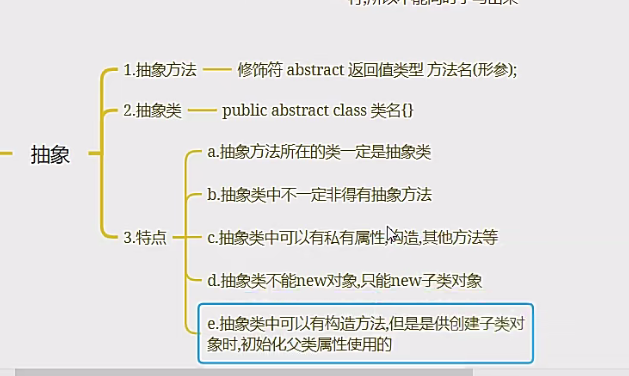 1.抽象方法
修饰符 abstract 返回值类型 方法名(形参);
2.抽象类
public abstract class 类名{}
抽象
3.特点
a.抽象方法所在的类一定是抽象类
b.抽象类中不一定非得有抽象方法
c.抽象类中可以有私有属性,构造,其他方法等
d.抽象类不能new对象,只能new子类对象
e.抽象类中可以有构造方法,但是是供创建子类对
象时,初始化父类属性使用的